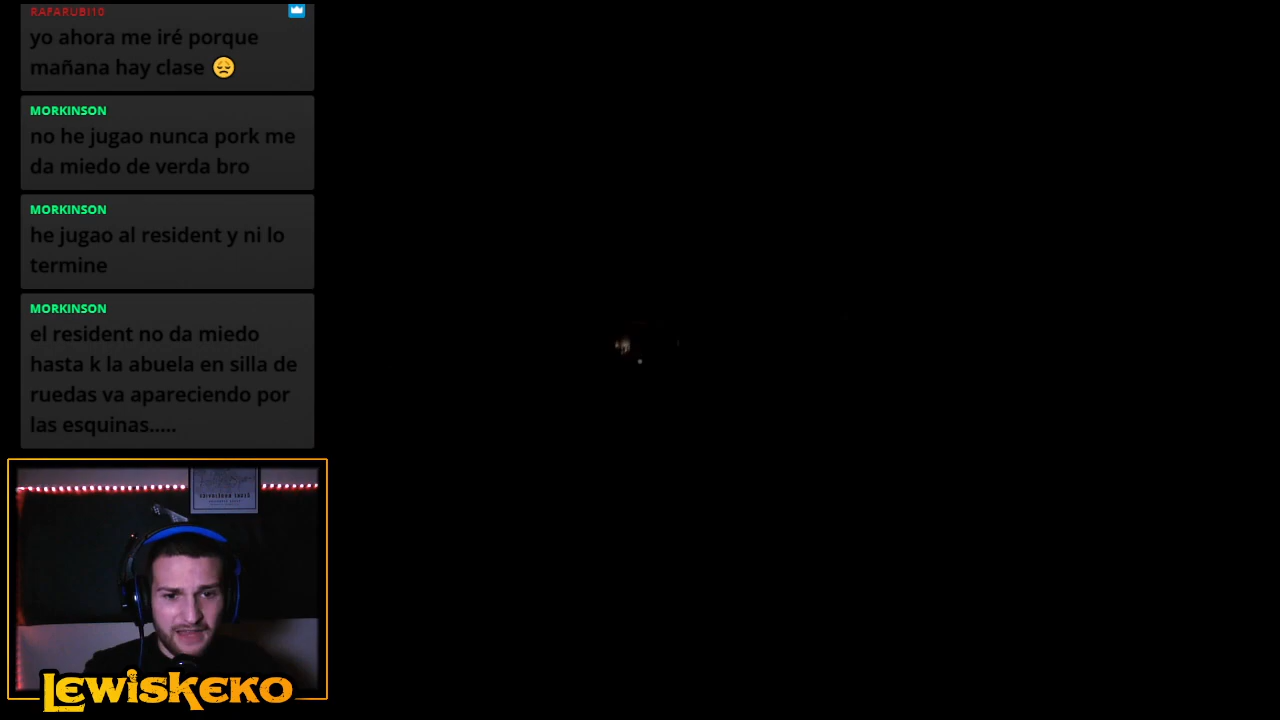 RAFARUBI10
yo ahora me iré porque
mañana hay clase 😔
MORKINSON
no he jugao nunca pork me
da miedo de verda bro
MORKINSON
he jugao al resident y ni lo
termine
MORKINSON
el resident no da miedo
hasta k la abuela en silla de
ruedas va apareciendo por
las esquinas.....
LEWISKEKO